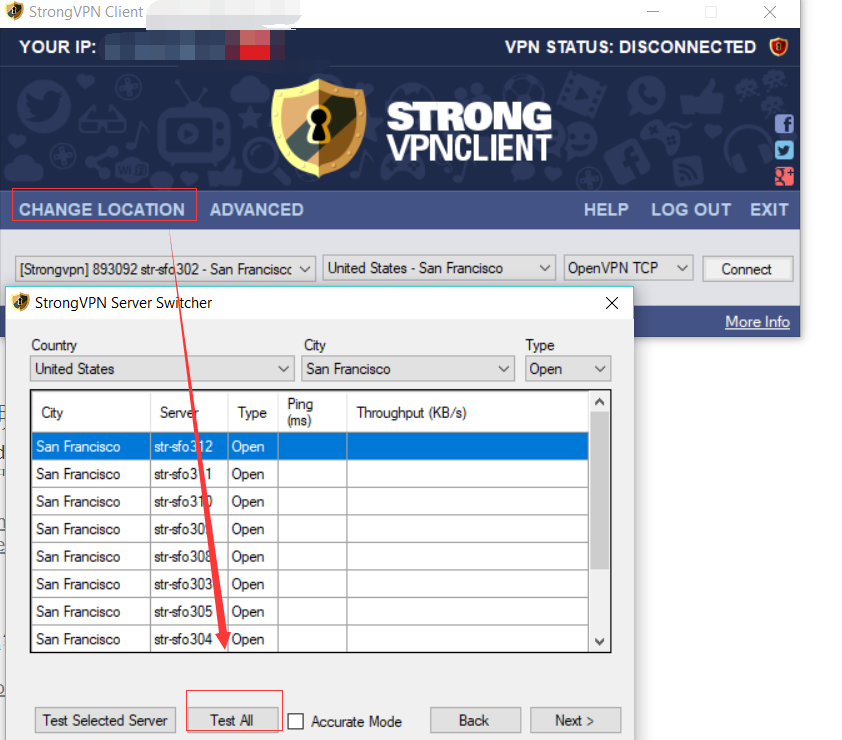 StrongVPN Client
YOUR IP:
VPN STATUS: DISCONNECTED
STRONG
VPNCLIENT
CHANGE LOCATION
ADVANCED
HELP
LOG OUT
EXIT
[Strongvpn] 893092 str-sfo302 - San Francisc
United States - San Francisco
OpenVPN TCP
Connect
More Info
StrongVPN Server Switcher
Country
City
Type
United States
San Francisco
Open
City Server Type Ping (ms) Throughput (KB/s)
San Francisco str-sfo312 Open
San Francisco str-sfo311 Open
San Francisco str-sfo310 Open
San Francisco str-sfo309 Open
San Francisco str-sfo308 Open
San Francisco str-sfo303 Open
San Francisco str-sfo305 Open
San Francisco str-sfo304 Open
Test Selected Server
Test All
Accurate Mode
Back
Next >